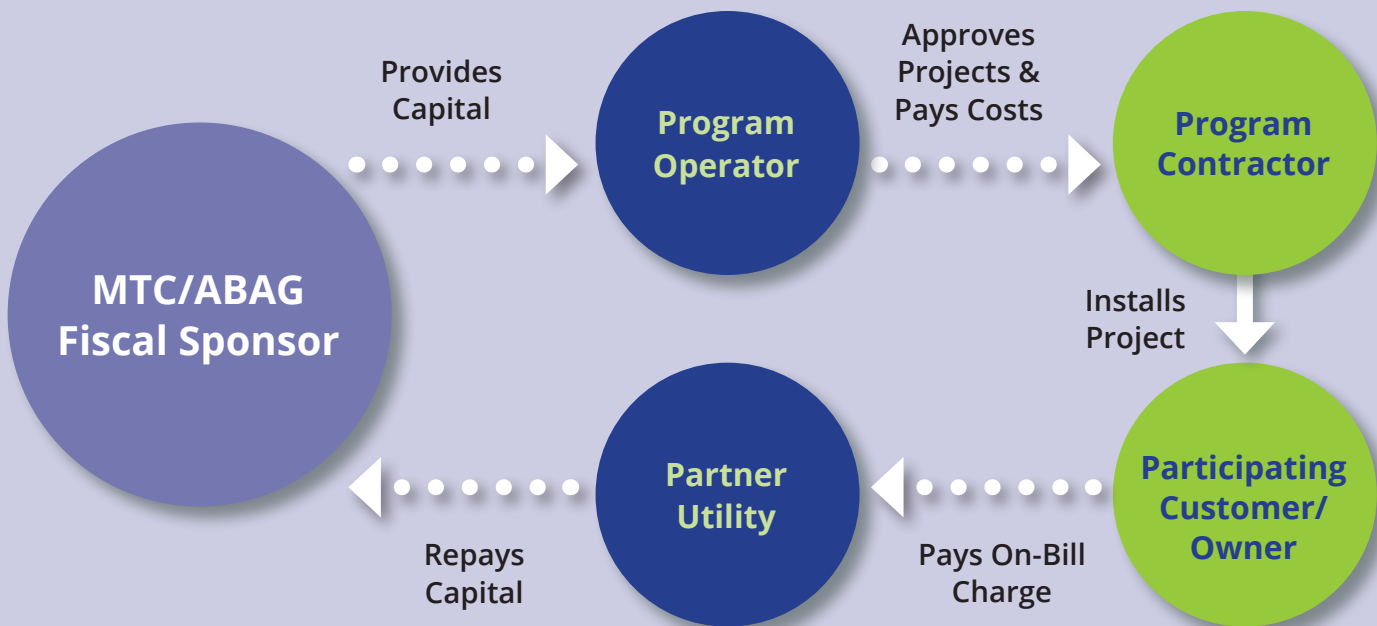 MTC/ABAG
Fiscal Sponsor
Provides
Capital
Program
Operator
Approves
Projects &
Pays Costs
Program
Contractor
Installs
Project
Participating
Customer/
Owner
Pays On-Bill
Charge
Partner
Utility
Repays
Capital